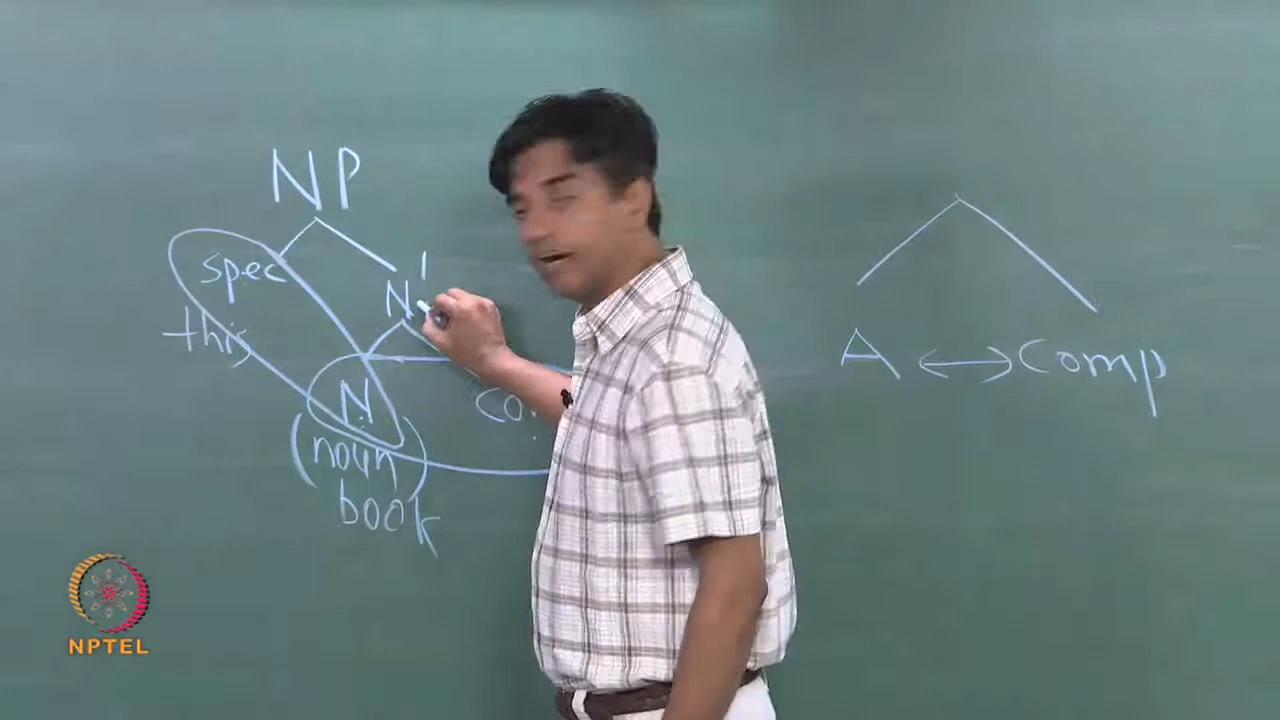 NP
spec
N'
this
A ↔ Comp
N
(noun)
book
NPTEL